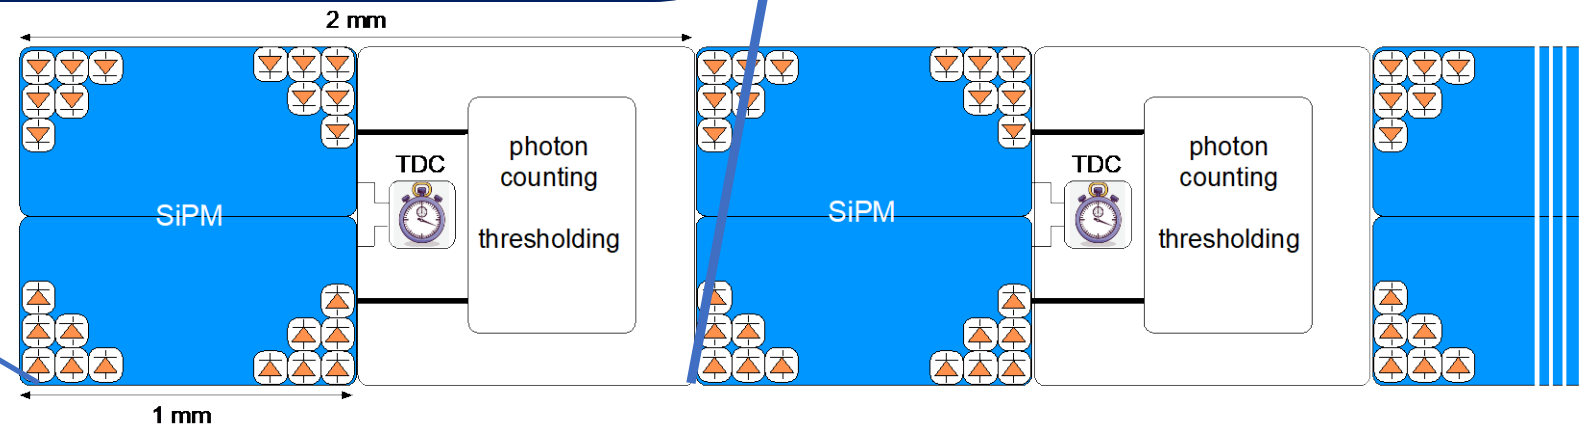 2 mm
SiPM
TDC
photon
counting
thresholding
SiPM
TDC
photon
counting
thresholding
1 mm